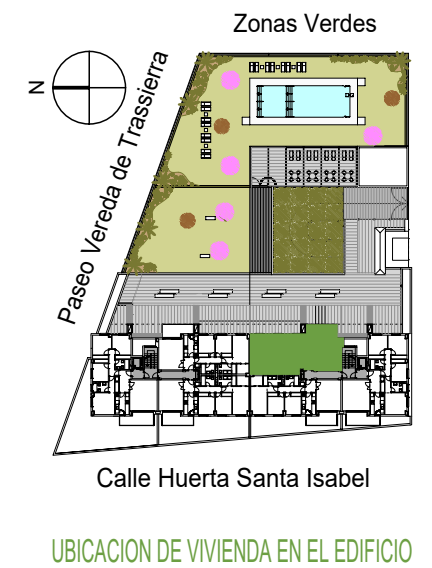 Zonas Verdes
N
Paseo Vereda de Trassierra
Calle Huerta Santa Isabel
UBICACION DE VIVIENDA EN EL EDIFICIO